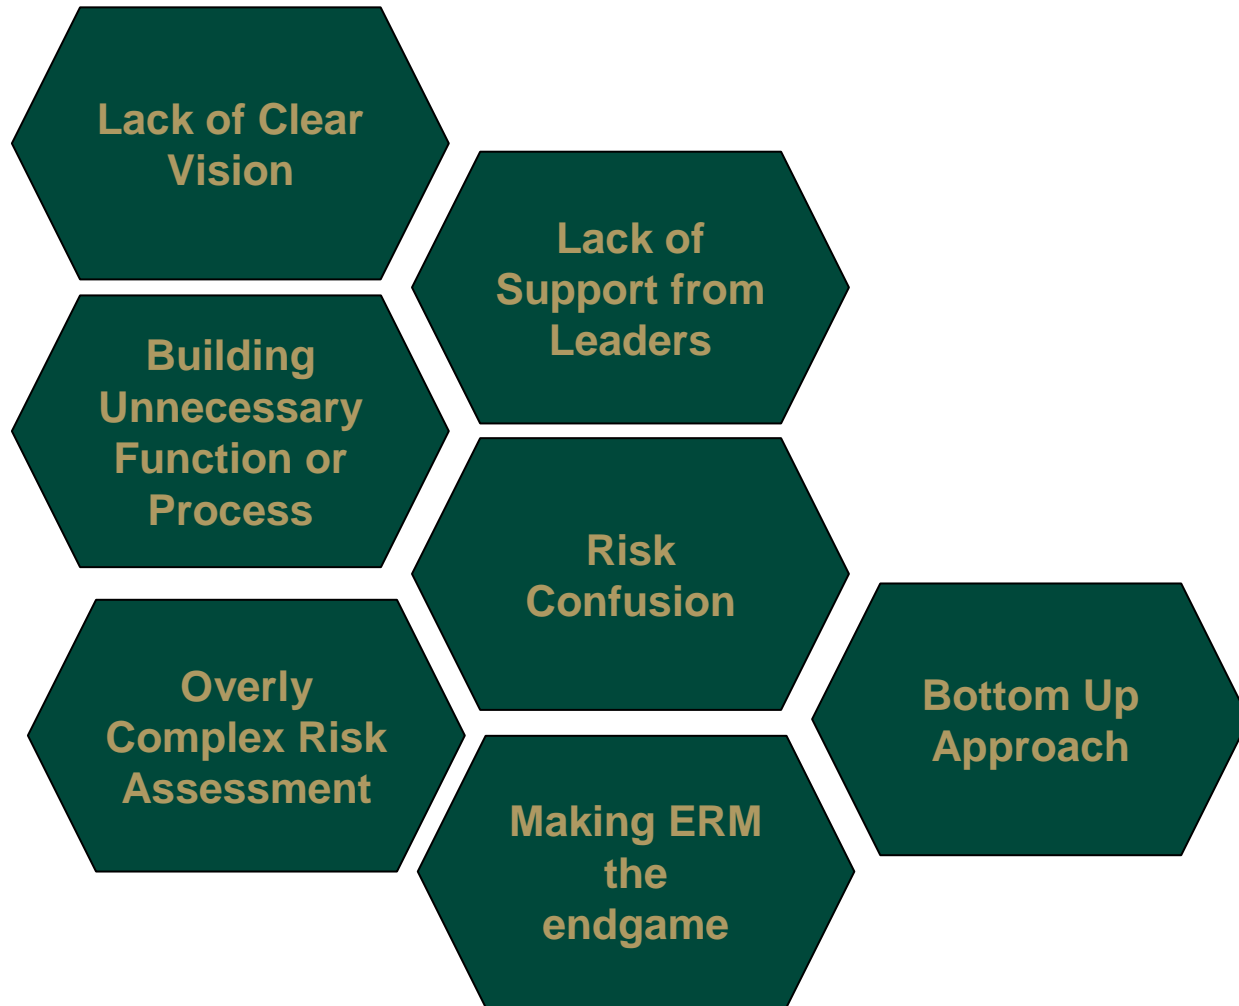 Lack of Clear
Vision
Lack of
Support from
Leaders
Building
Unnecessary
Function or
Process
Risk
Confusion
Overly
Complex Risk
Assessment
Bottom Up
Approach
Making ERM
the
endgame